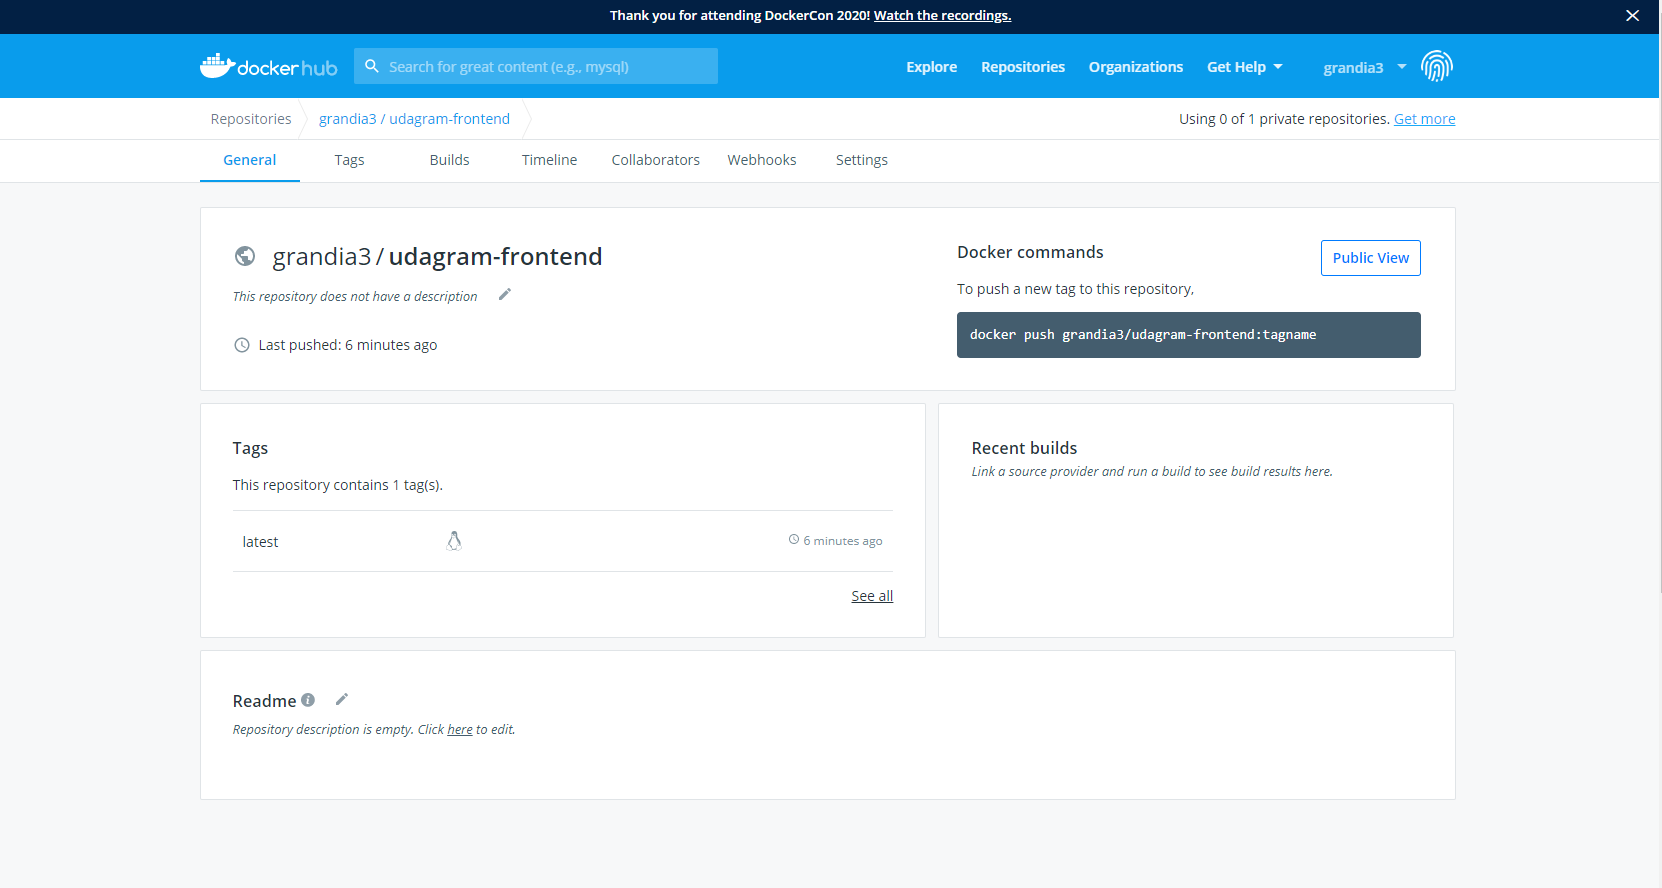 Thank you for attending DockerCon 2020! Watch the recordings.
docker hub
Search for great content (e.g., mysql)
Explore
Repositories
Organizations
Get Help
grandia3
Repositories
grandia3 / udagram-frontend
Using 0 of 1 private repositories. Get more
General
Tags
Builds
Timeline
Collaborators
Webhooks
Settings
grandia3 / udagram-frontend
This repository does not have a description
Last pushed: 6 minutes ago
Docker commands
Public View
To push a new tag to this repository,
docker push grandia3/udagram-frontend:tagname
Tags
This repository contains 1 tag(s).
latest
6 minutes ago
See all
Recent builds
Link a source provider and run a build to see build results here.
Readme
Repository description is empty. Click here to edit.